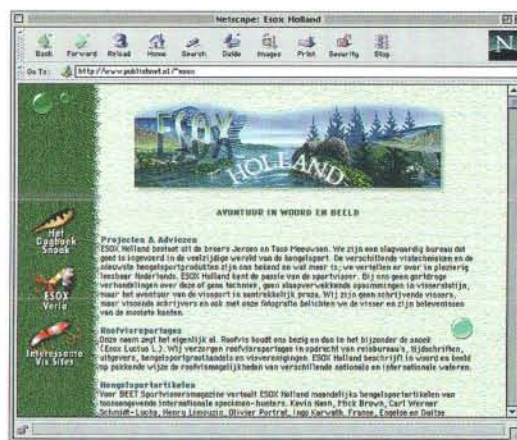 Netscape: Esox Holland
Back Forward Reload Home Search Guide Images Print Security Stop
N
Go To: http://www.publishnet.nl/~esox
ESOX
HOLLAND
AVONTUUR IN WOORD EN BEELD
Het
Dagboek
Snoek
ESOX
Varia
Interessante
Vis Sites
Projecten & Adviezen
ESOX Holland bestaat uit de broers Jeroen en Taco Meeuwsen. We zijn een slagvaardig bureau dat
goed is ingevoerd in de veelzijdige wereld van de hengelsport. De verschillende vistechnieken en de
nieuwste hengelsportprodukten zijn ons bekend en wat meer is; we vertellen er over in plezierig
leesbaar Nederlands. ESOX Holland kent de passie van de sportvisser. Bij ons geen gortdroge
verhandelingen over deze of gene techniek, geen slaapverwekkende opsommingen in visserslatijn,
maar het avontuur van de vissport in aantrekkelijk proza. Wij zijn geen schrijvende vissers,
maar vissende schrijvers en ook met onze fotografie belichten we de visser en zijn belevenissen
van de mooiste kanten.
Roofvisreportages
Onze naam zegt het eigenlijk al. Roofvis houdt ons bezig en dan in het bijzonder de snoek
(Esox Lucius L.). Wij verzorgen roofvisreportages in opdracht van reisbureau's, tijdschriften,
uitgevers, hengelsportgroothandels en visverenigingen. ESOX Holland beschrijft in woord en beeld
op pakkende wijze de roofvismogelijkheden van verschillende nationale en internationale wateren.
Hengelsportartikelen
Voor BEET Sportvissersmagazine vertaalt ESOX Holland maandelijks hengelsportartikelen van
toonaangevende internationale specimen-hunters. Kevin Nash, Mick Brown, Carl Werner
Schmidt-Luchs, Henry Limouzin, Olivier Portrat, Ingo Karwath. Franse, Engelse en Duitse